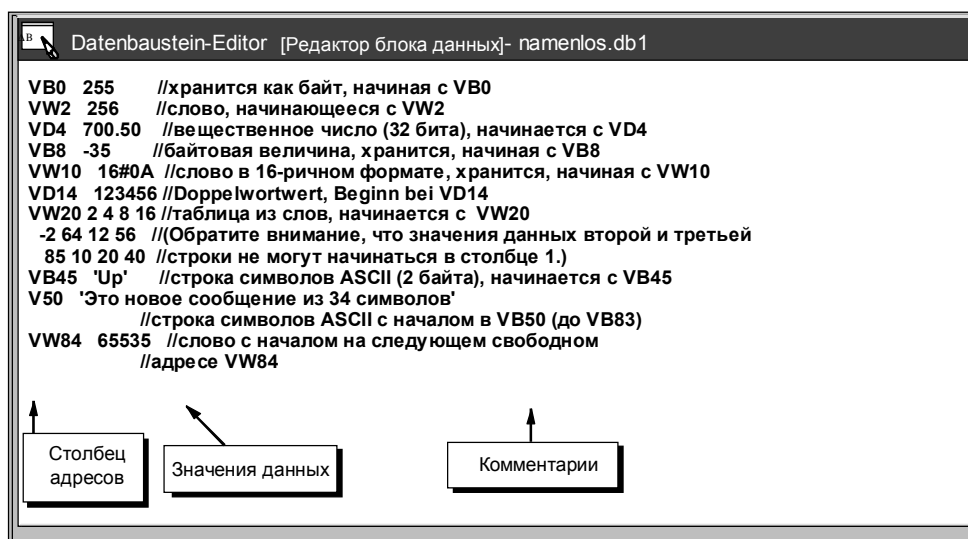 AB
Datenbaustein-Editor [Редактор блока данных]- namenlos.db1
VB0 255 //хранится как байт, начиная с VB0
VW2 256 //слово, начинающееся с VW2
VD4 700.50 //вещественное число (32 бита), начинается с VD4
VB8 -35 //байтовая величина, хранится, начиная с VB8
VW10 16#0A //слово в 16-ричном формате, хранится, начиная с VW10
VD14 123456 //Doppelwortwert, Beginn bei VD14
VW20 2 4 8 16 //таблица из слов, начинается с VW20
-2 64 12 56 //(Обратите внимание, что значения данных второй и третьей
85 10 20 40 //строки не могут начинаться в столбце 1.)
VB45 'Up' //строка символов ASCII (2 байта), начинается с VB45
V50 'Это новое сообщение из 34 символов'
//строка символов ASCII с началом в VB50 (до VB83)
VW84 65535 //слово с началом на следующем свободном
//адресе VW84
Столбец
адресов
Значения данных
Комментарии